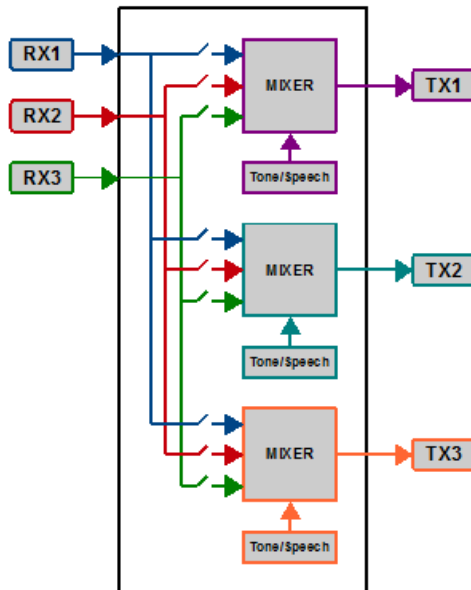 RX1
MIXER
TX1
RX2
RX3
Tone/Speech
MIXER
TX2
Tone/Speech
MIXER
TX3
Tone/Speech